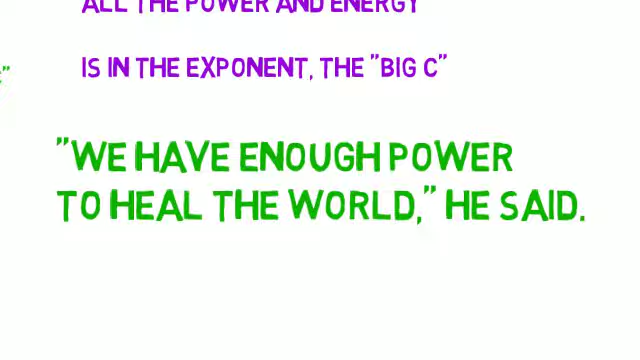 ALL THE POWER AND ENERGY
IS IN THE EXPONENT, THE "BIG C"
"WE HAVE ENOUGH POWER
TO HEAL THE WORLD," HE SAID.